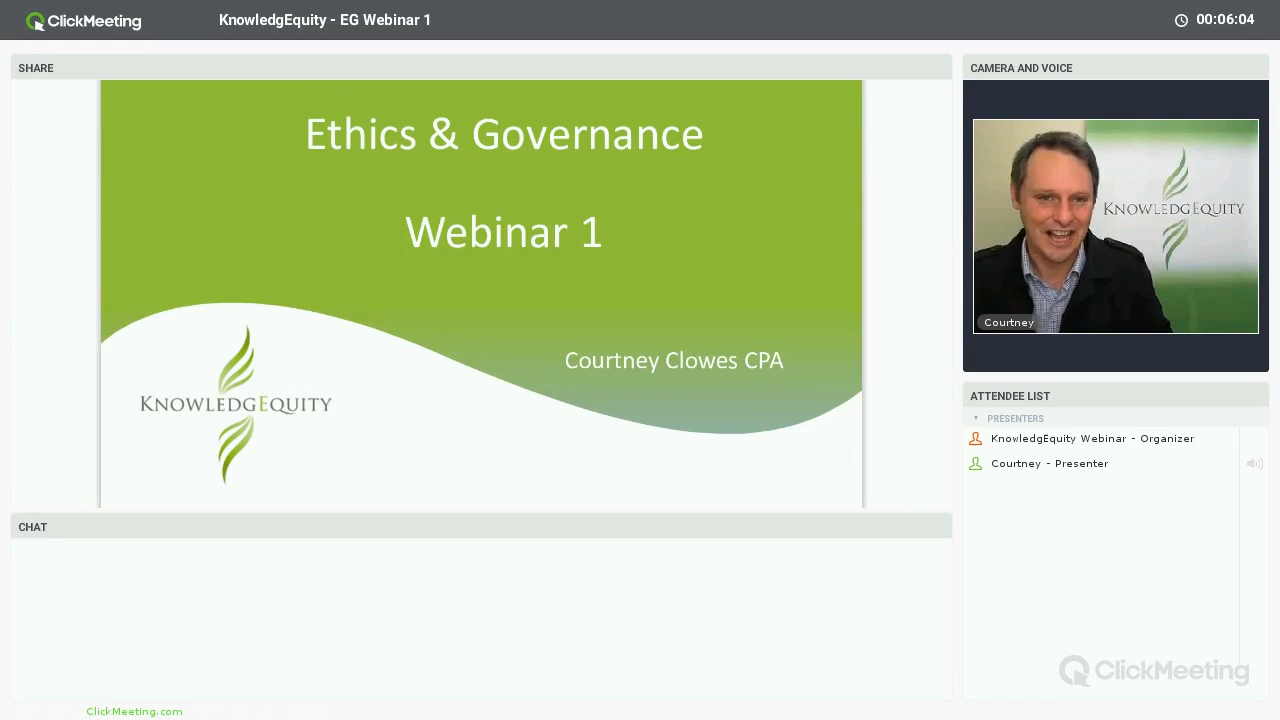 ClickMeeting
KnowledgEquity - EG Webinar 1
00:06:04
SHARE
Ethics & Governance
Webinar 1
Courtney Clowes CPA
KNOWLEDGEQUITY
CAMERA AND VOICE
KNOWLEDGEQUITY
Courtney
ATTENDEE LIST
PRESENTERS
KnowledgEquity Webinar - Organizer
Courtney - Presenter
CHAT
ClickMeeting
ClickMeeting.com